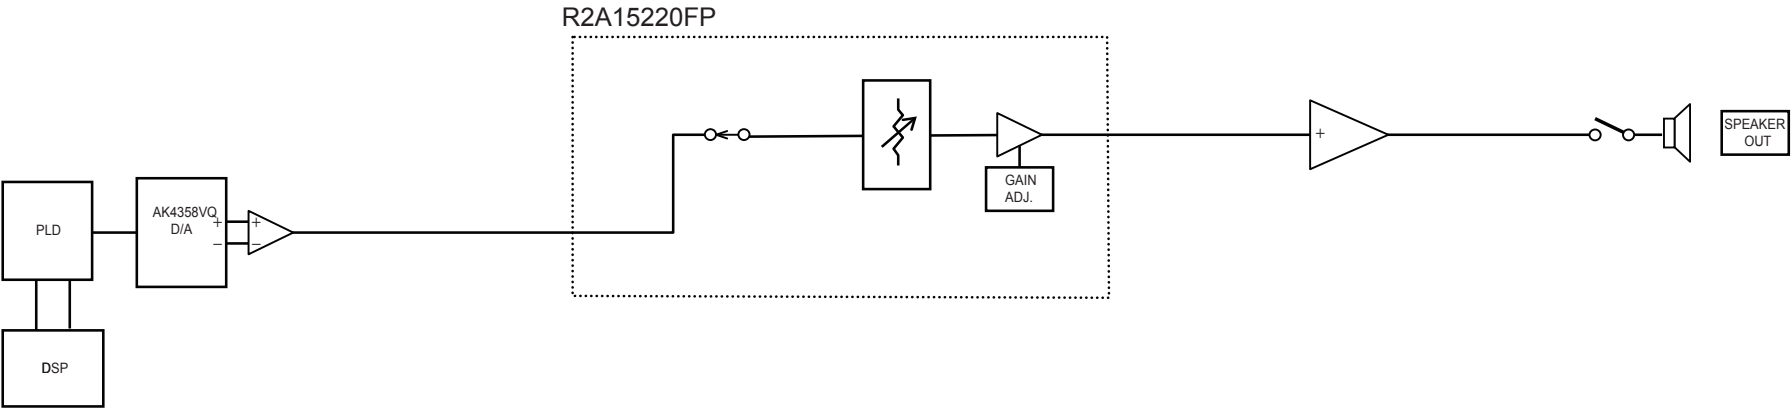 R2A15220FP
GAIN
ADJ.
+
SPEAKER
OUT
PLD
AK4358VQ
D/A
+
−
+
−
DSP